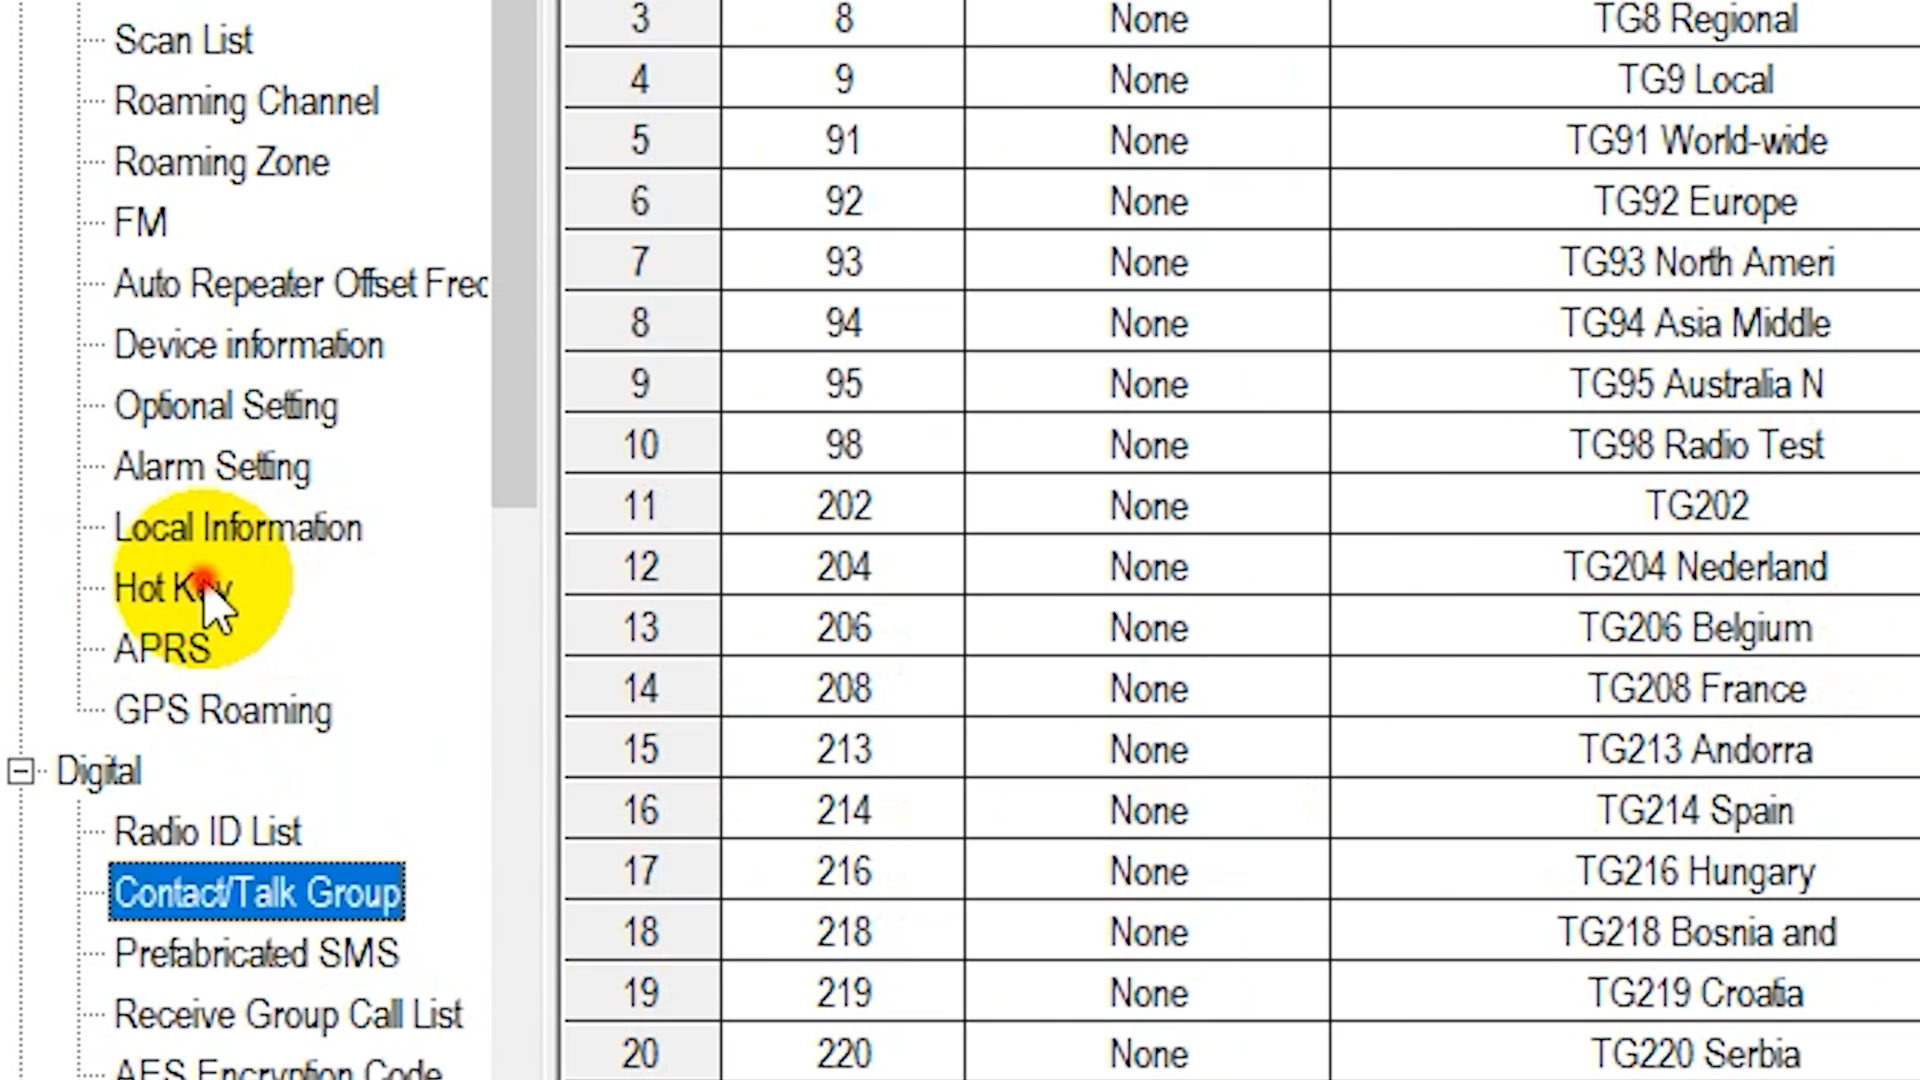 Scan List
Roaming Channel
Roaming Zone
FM
Auto Repeater Offset Frec
Device information
Optional Setting
Alarm Setting
Local Information
Hot Key
APRS
GPS Roaming
Digital
Radio ID List
Contact/Talk Group
Prefabricated SMS
Receive Group Call List
AES Encryption Code
3 8 None TG8 Regional
4 9 None TG9 Local
5 91 None TG91 World-wide
6 92 None TG92 Europe
7 93 None TG93 North Ameri
8 94 None TG94 Asia Middle
9 95 None TG95 Australia N
10 98 None TG98 Radio Test
11 202 None TG202
12 204 None TG204 Nederland
13 206 None TG206 Belgium
14 208 None TG208 France
15 213 None TG213 Andorra
16 214 None TG214 Spain
17 216 None TG216 Hungary
18 218 None TG218 Bosnia and
19 219 None TG219 Croatia
20 220 None TG220 Serbia